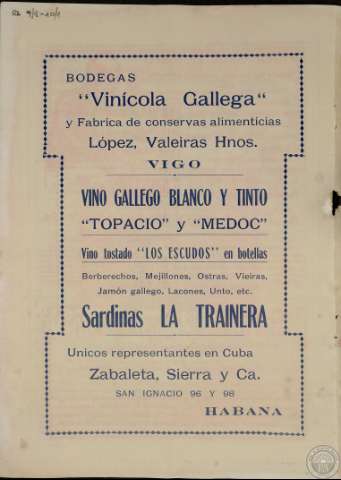 BODEGAS
"Vinícola Gallega"
y Fabrica de conservas alimenticias
López, Valeiras Hnos.
VIGO
VINO GALLEGO BLANCO Y TINTO
"TOPACIO" y "MEDOC"
Vino tostado "LOS ESCUDOS" en botellas
Berberechos, Mejillones, Ostras, Vieiras,
Jamón gallego, Lacones, Unto, etc.
Sardinas LA TRAINERA
Unicos representantes en Cuba
Zabaleta, Sierra y Ca.
SAN IGNACIO 96 Y 98
HABANA